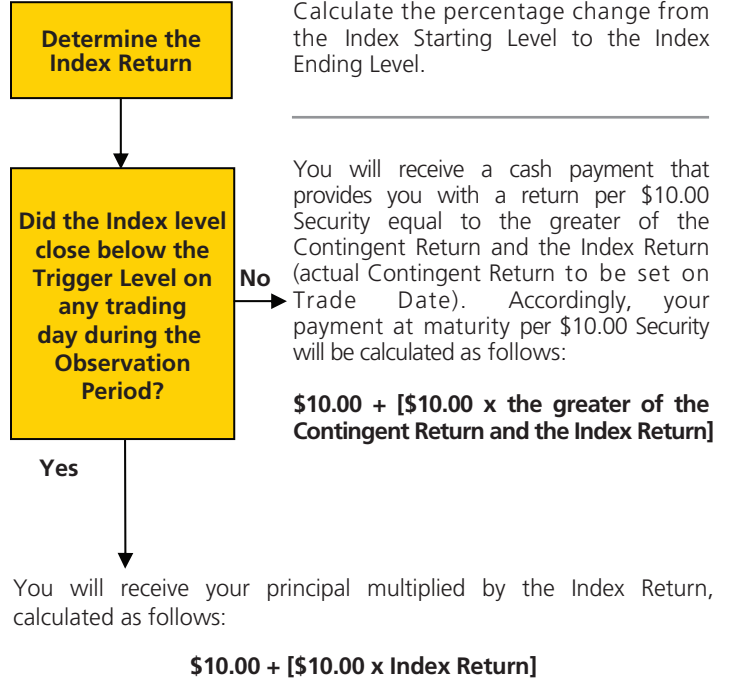 Determine the
Index Return
Calculate the percentage change from
the Index Starting Level to the Index
Ending Level.
Did the Index level
close below the
Trigger Level on
any trading
day during the
Observation
Period?
No
You will receive a cash payment that
provides you with a return per $10.00
Security equal to the greater of the
Contingent Return and the Index Return
(actual Contingent Return to be set on
Trade Date). Accordingly, your
payment at maturity per $10.00 Security
will be calculated as follows:
$10.00 + [$10.00 x the greater of the
Contingent Return and the Index Return]
Yes
You will receive your principal multiplied by the Index Return,
calculated as follows:
$10.00 + [$10.00 x Index Return]